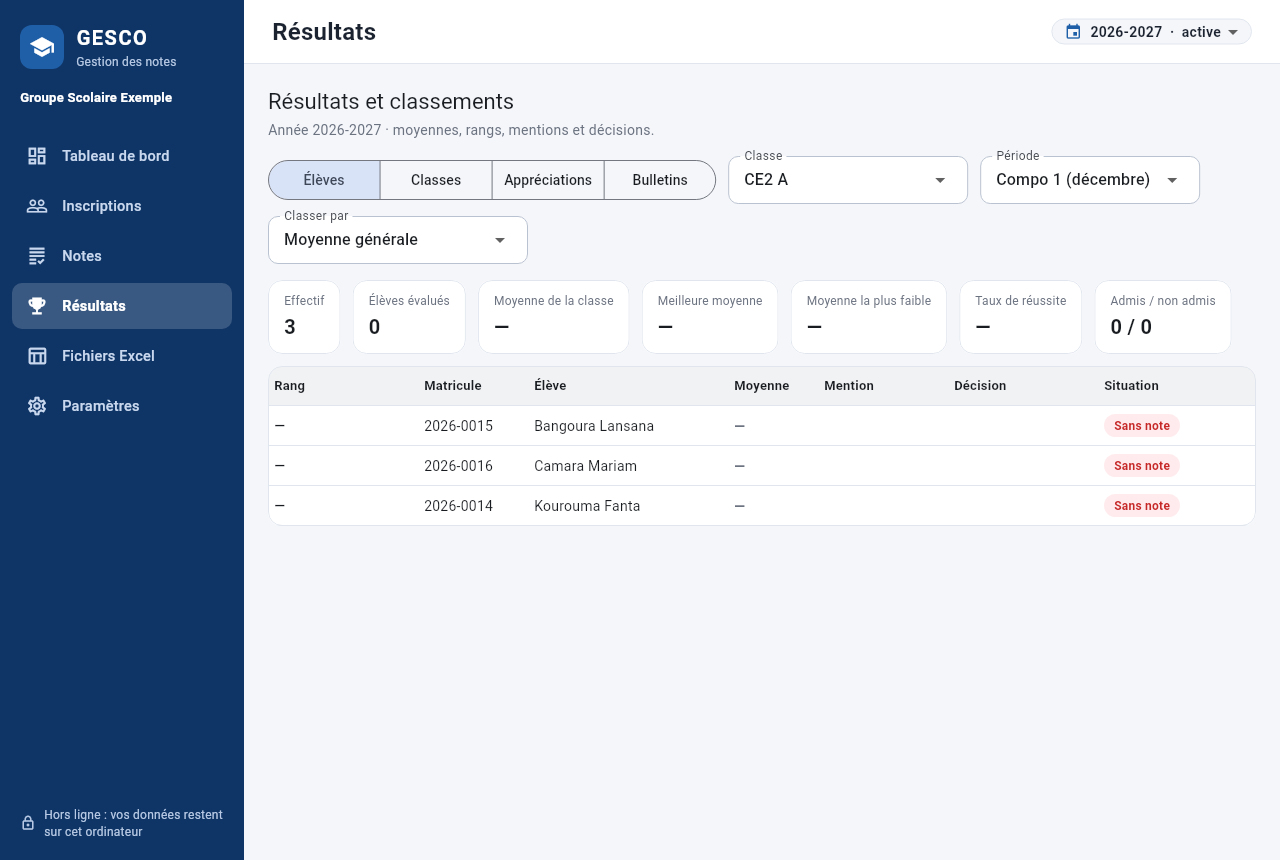 GESCO
Gestion des notes
Groupe Scolaire Exemple
Tableau de bord
Inscriptions
Notes
Résultats
Fichiers Excel
Paramètres
Hors ligne : vos données restent
sur cet ordinateur
Résultats
2026-2027 · active
Résultats et classements
Année 2026-2027 · moyennes, rangs, mentions et décisions.
Élèves Classes Appréciations Bulletins
Classe
CE2 A
Période
Compo 1 (décembre)
Classer par
Moyenne générale
Effectif
3
Élèves évalués
0
Moyenne de la classe
—
Meilleure moyenne
—
Moyenne la plus faible
—
Taux de réussite
—
Admis / non admis
0 / 0
Rang Matricule Élève Moyenne Mention Décision Situation
— 2026-0015 Bangoura Lansana — Sans note
— 2026-0016 Camara Mariam — Sans note
— 2026-0014 Kourouma Fanta — Sans note